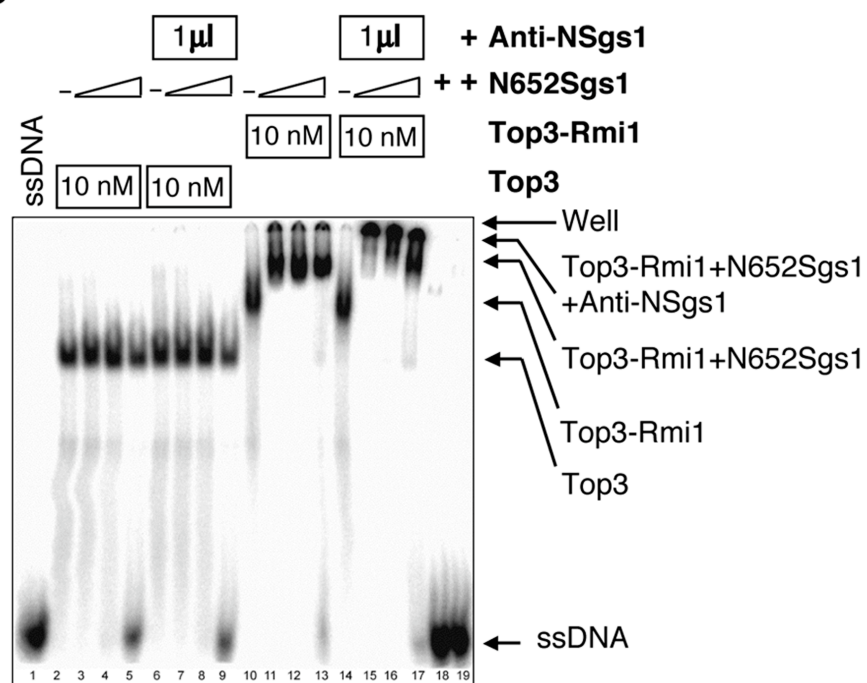 1µl 1µl + Anti-NSgs1
– – – – + + N652Sgs1
10 nM 10 nM Top3-Rmi1
ssDNA
10 nM 10 nM Top3
Well
Top3-Rmi1+N652Sgs1
+Anti-NSgs1
Top3-Rmi1+N652Sgs1
Top3-Rmi1
Top3
ssDNA
1 2 3 4 5 6 7 8 9 10 11 12 13 14 15 16 17 18 19